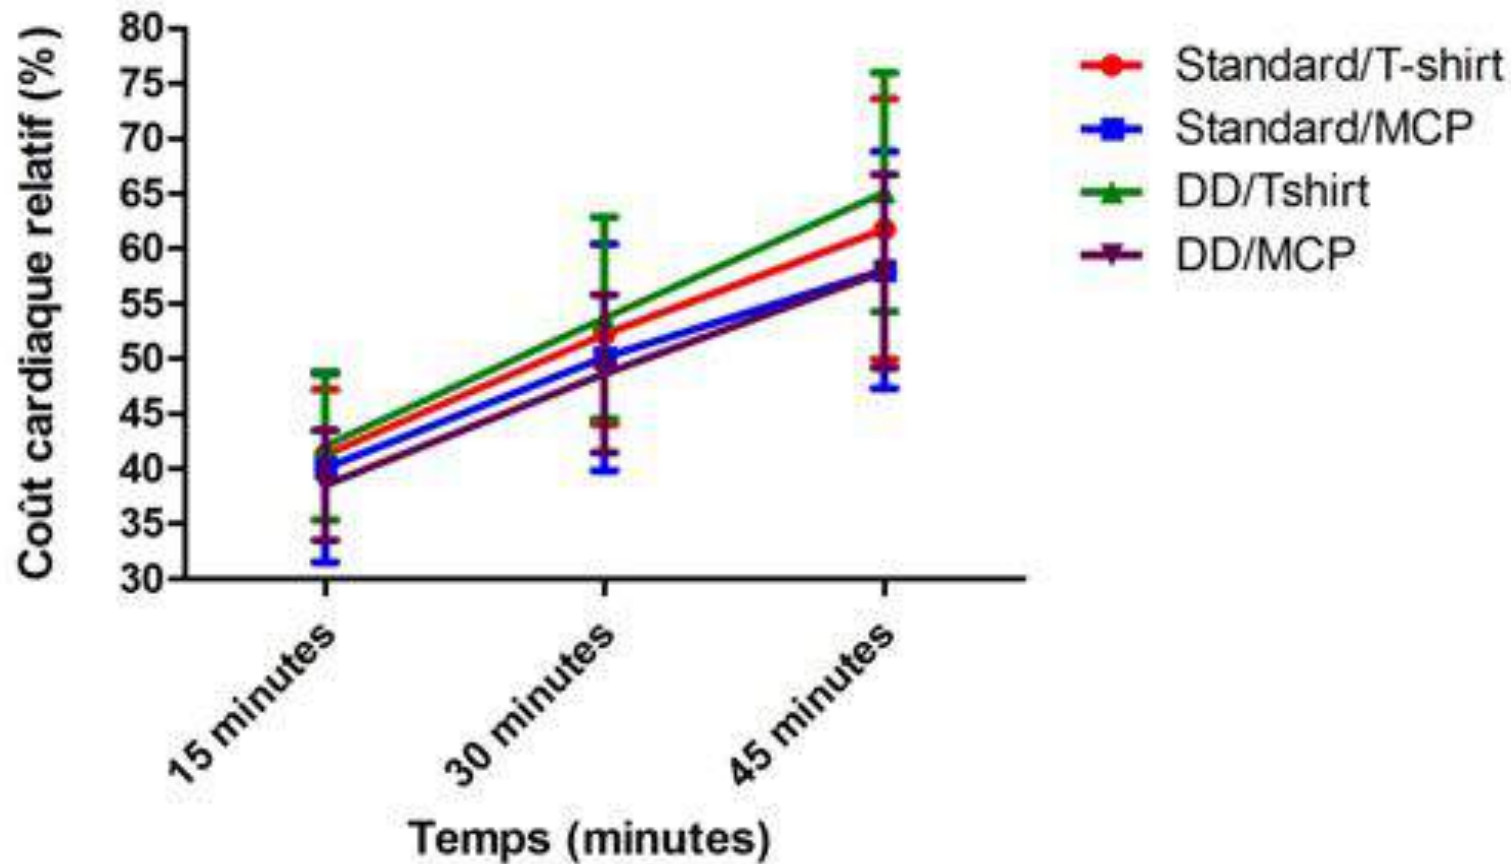 Coût cardiaque relatif (%)
80
75
70
65
60
55
50
45
40
35
30
15 minutes
30 minutes
45 minutes
Temps (minutes)
Standard/T-shirt
Standard/MCP
DD/Tshirt
DD/MCP